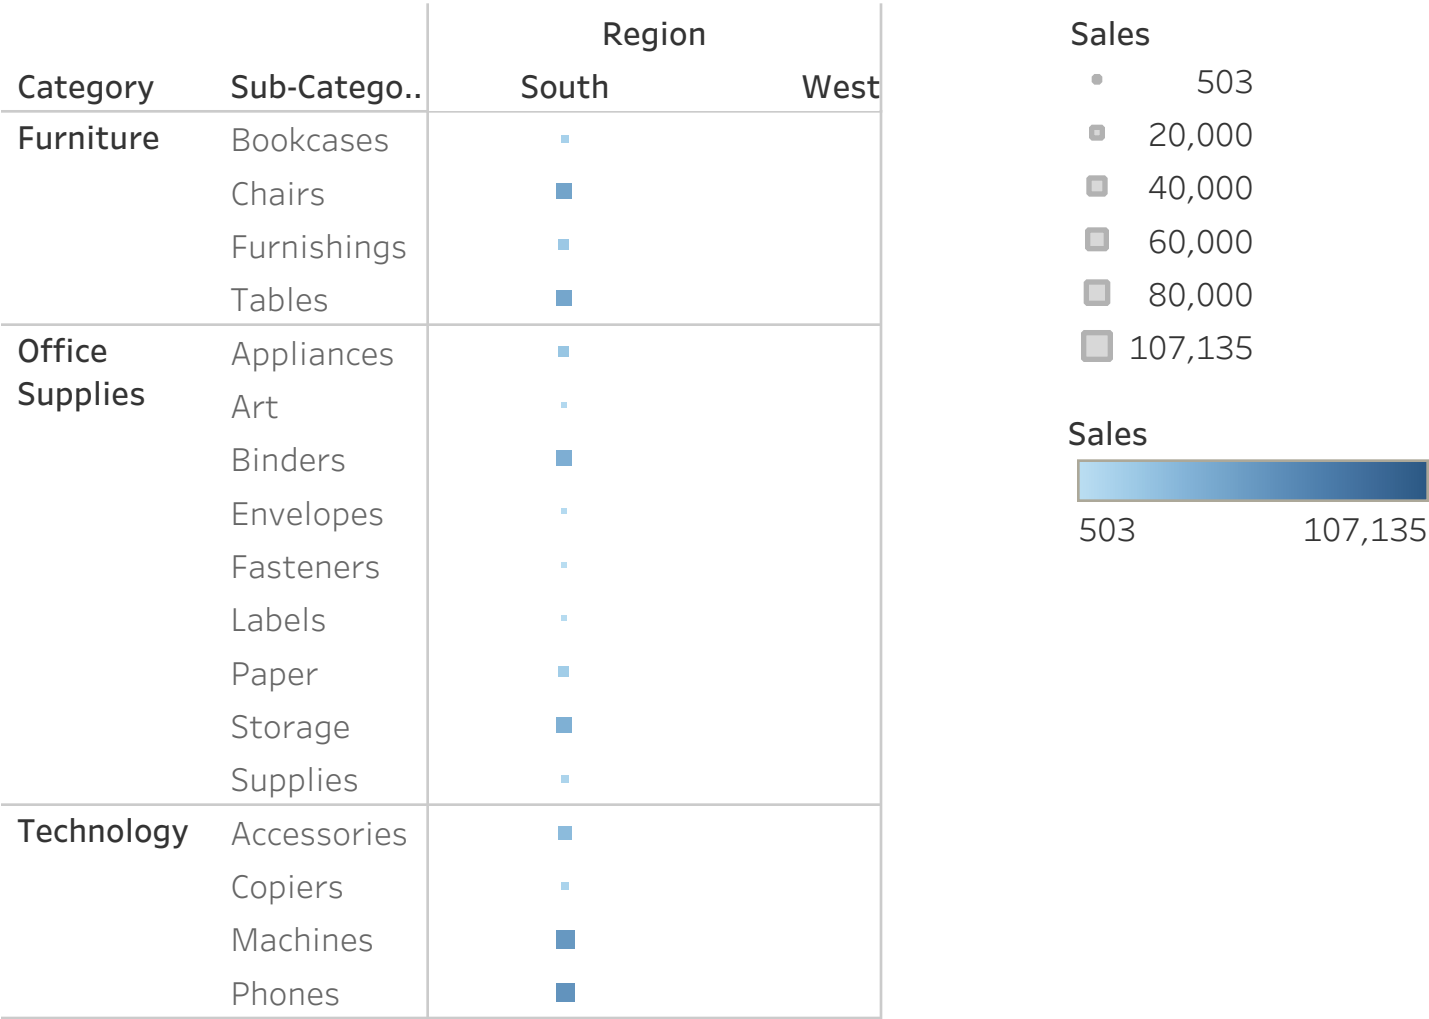 Region
Category Sub-Catego.. South West
Furniture Bookcases
Chairs
Furnishings
Tables
Office Supplies Appliances
Art
Binders
Envelopes
Fasteners
Labels
Paper
Storage
Supplies
Technology Accessories
Copiers
Machines
Phones
Sales
503
20,000
40,000
60,000
80,000
107,135
Sales
503 107,135